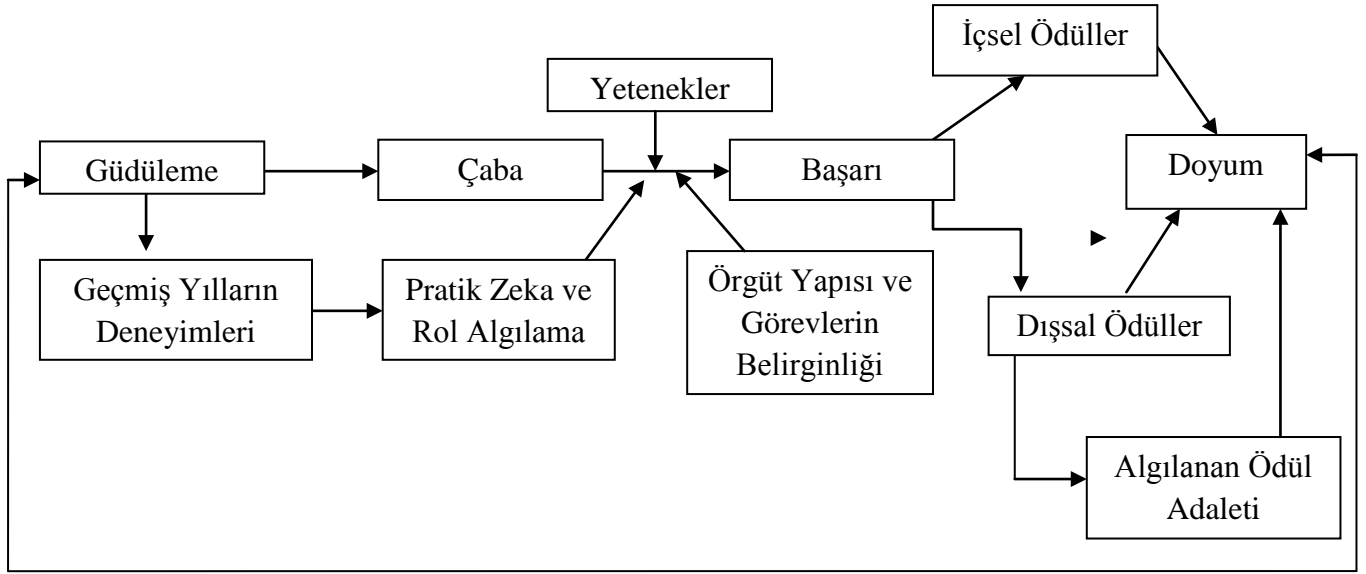 İçsel Ödüller
Yetenekler
Güdüleme
Çaba
Başarı
Doyum
Geçmiş Yılların
Deneyimleri
Pratik Zeka ve
Rol Algılama
Örgüt Yapısı ve
Görevlerin
Belirginliği
Dışsal Ödüller
Algılanan Ödül
Adaleti